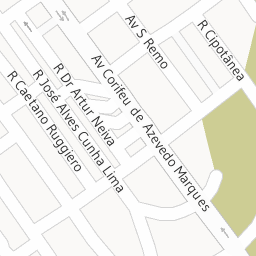 Av S Remo
R Cipotânea
Av Corifeu de Azevedo Marques
R Dr Artur Neiva
R José Alves Cunha Lima
R Caetano Ruggiero